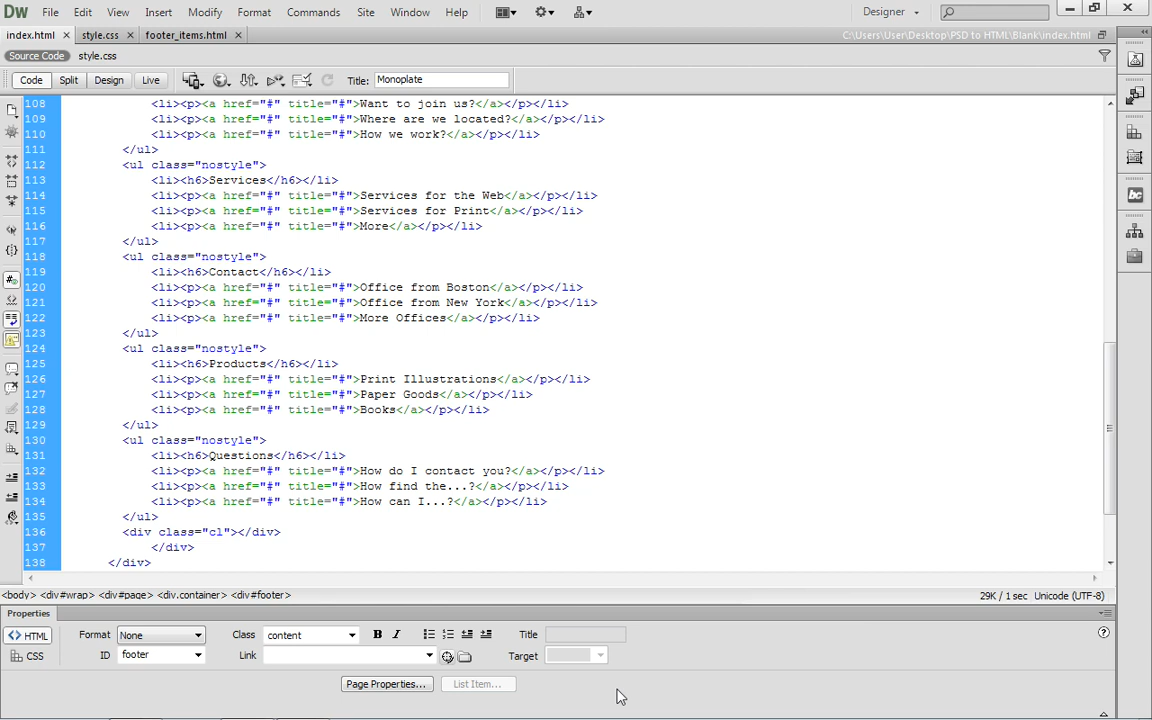 Dw File Edit View Insert Modify Format Commands Site Window Help Designer
index.html style.css footer_items.html C:\Users\User\Desktop\PSD to HTML\Blank\index.html
Source Code style.css
Code Split Design Live Title: Monoplate
108 <li><p><a href="#" title="#">Want to join us?</a></p></li>
109 <li><p><a href="#" title="#">Where are we located?</a></p></li>
110 <li><p><a href="#" title="#">How we work?</a></p></li>
111 </ul>
112 <ul class="nostyle">
113 <li><h6>Services</h6></li>
114 <li><p><a href="#" title="#">Services for the Web</a></p></li>
115 <li><p><a href="#" title="#">Services for Print</a></p></li>
116 <li><p><a href="#" title="#">More</a></p></li>
117 </ul>
118 <ul class="nostyle">
119 <li><h6>Contact</h6></li>
120 <li><p><a href="#" title="#">Office from Boston</a></p></li>
121 <li><p><a href="#" title="#">Office from New York</a></p></li>
122 <li><p><a href="#" title="#">More Offices</a></p></li>
123 </ul>
124 <ul class="nostyle">
125 <li><h6>Products</h6></li>
126 <li><p><a href="#" title="#">Print Illustrations</a></p></li>
127 <li><p><a href="#" title="#">Paper Goods</a></p></li>
128 <li><p><a href="#" title="#">Books</a></p></li>
129 </ul>
130 <ul class="nostyle">
131 <li><h6>Questions</h6></li>
132 <li><p><a href="#" title="#">How do I contact you?</a></p></li>
133 <li><p><a href="#" title="#">How find the...?</a></p></li>
134 <li><p><a href="#" title="#">How can I...?</a></p></li>
135 </ul>
136 <div class="cl"></div>
137 </div>
138 </div>
<body> <div#wrap> <div#page> <div.container> <div#footer> 29K / 1 sec Unicode (UTF-8)
Properties
<> HTML Format None Class content B I Title
CSS ID footer Link Target
Page Properties... List Item...